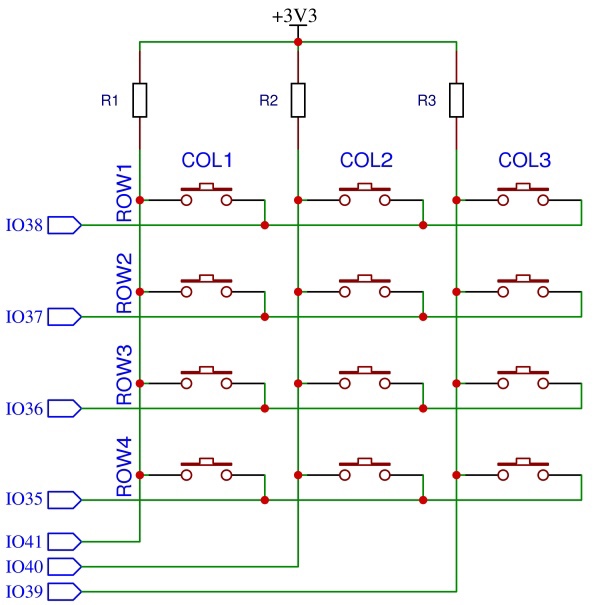 +3V3
R1
R2
R3
COL1
COL2
COL3
ROW1
IO38
ROW2
IO37
ROW3
IO36
ROW4
IO35
IO41
IO40
IO39